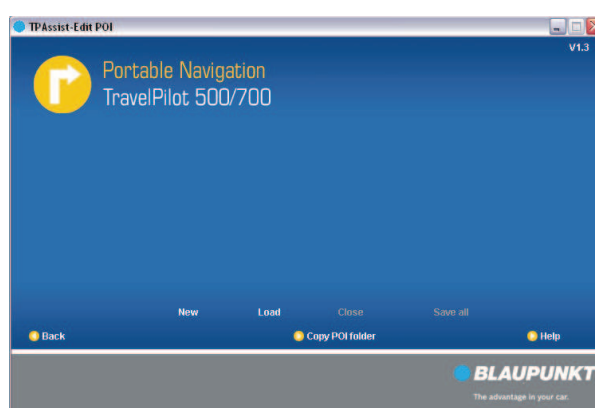 TPAssist-Edit POI
V1.3
Portable Navigation
TravelPilot 500/700
New Load Close Save all
Back Copy POI folder Help
BLAUPUNKT
The advantage in your car.